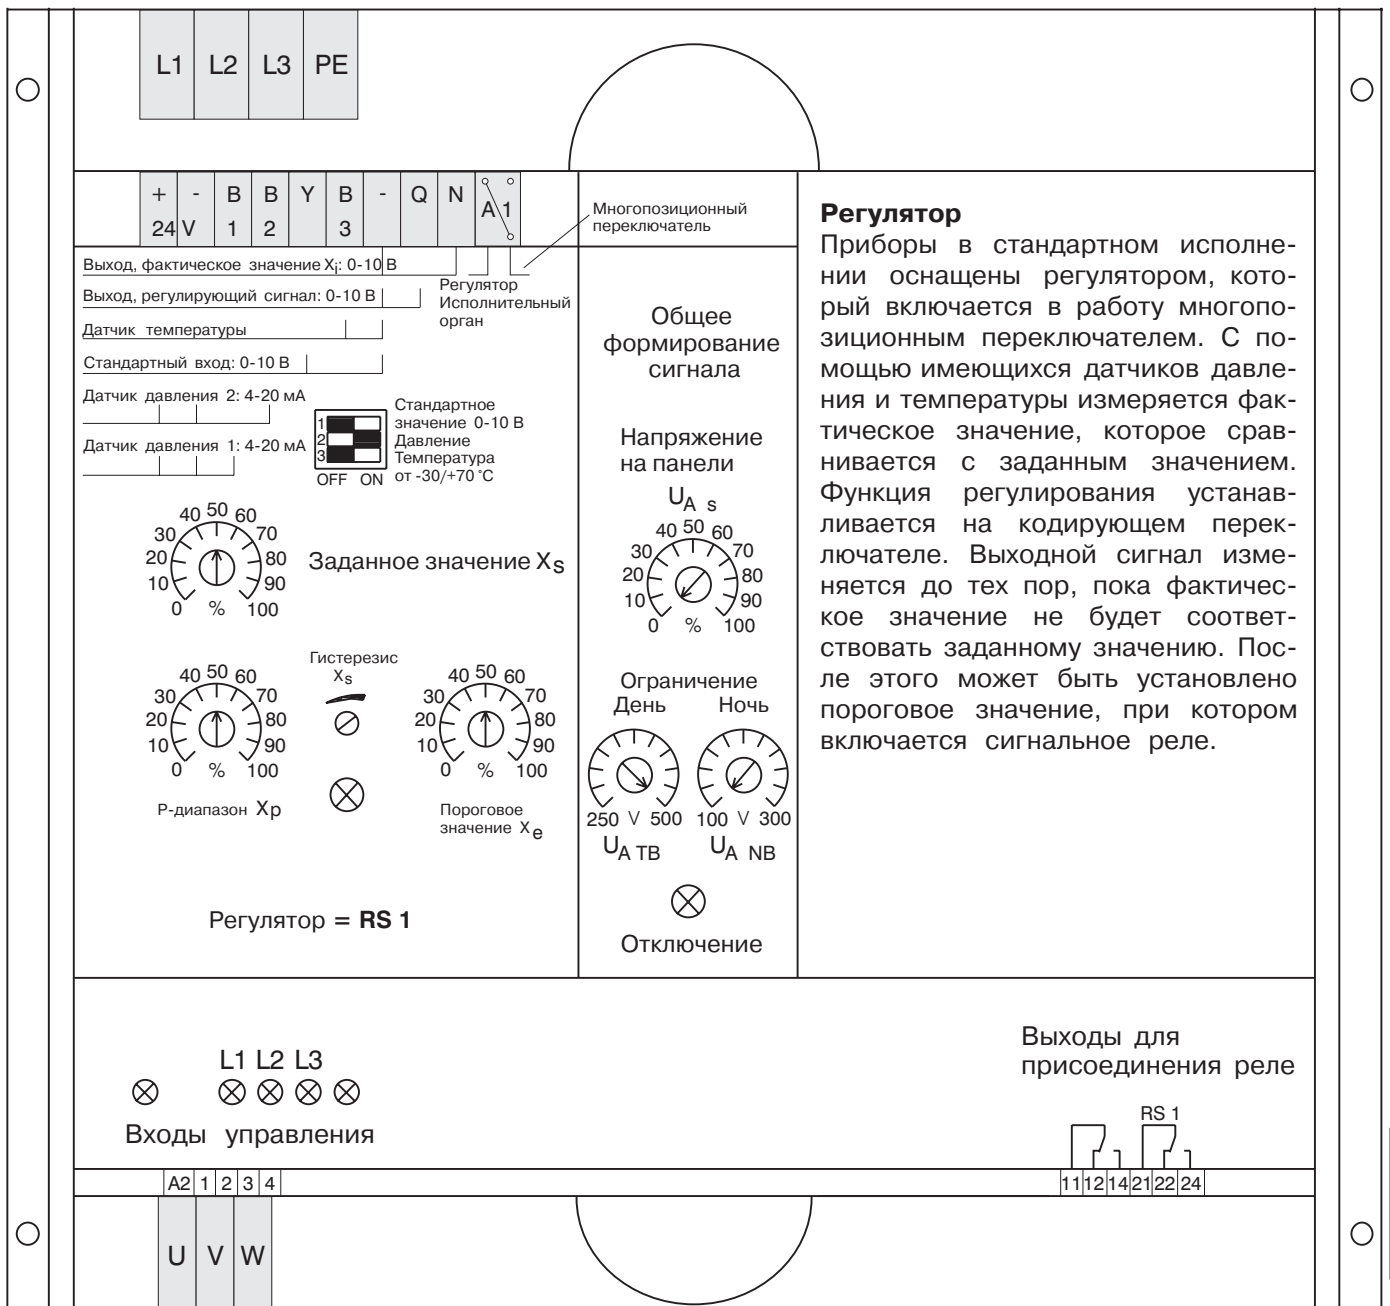 L1 L2 L3 PE
+ - B B Y B - Q N A 1
24 V 1 2 3
Многопозиционный
переключатель
Выход, фактическое значение Xi: 0-10 В
Регулятор
Исполнительный
орган
Выход, регулирующий сигнал: 0-10 В
Датчик температуры
Стандартный вход: 0-10 В
Датчик давления 2: 4-20 мА
Датчик давления 1: 4-20 мА
1
2
3
OFF ON
Стандартное
значение 0-10 В
Давление
Температура
от -30/+70 °С
0 10 20 30 40 50 60 70 80 90 100
%
Заданное значение Xs
0 10 20 30 40 50 60 70 80 90 100
%
Р-диапазон Xp
Гистерезис
Xs
0 10 20 30 40 50 60 70 80 90 100
%
Пороговое
значение Xe
Регулятор = RS 1
Общее
формирование
сигнала
Напряжение
на панели
UA s
0 10 20 30 40 50 60 70 80 90 100
%
Ограничение
День Ночь
250 V 500 100 V 300
UA TB UA NB
Отключение
Регулятор
Приборы в стандартном исполне-
нии оснащены регулятором, кото-
рый включается в работу многопо-
зиционным переключателем. С по-
мощью имеющихся датчиков давле-
ния и температуры измеряется фак-
тическое значение, которое срав-
нивается с заданным значением.
Функция регулирования устанав-
ливается на кодирующем перек-
лючателе. Выходной сигнал изме-
няется до тех пор, пока фактичес-
кое значение не будет соответ-
ствовать заданному значению. Пос-
ле этого может быть установлено
пороговое значение, при котором
включается сигнальное реле.
L1 L2 L3
Входы управления
A2 1 2 3 4
U V W
Выходы для
присоединения реле
RS 1
11 12 14 21 22 24